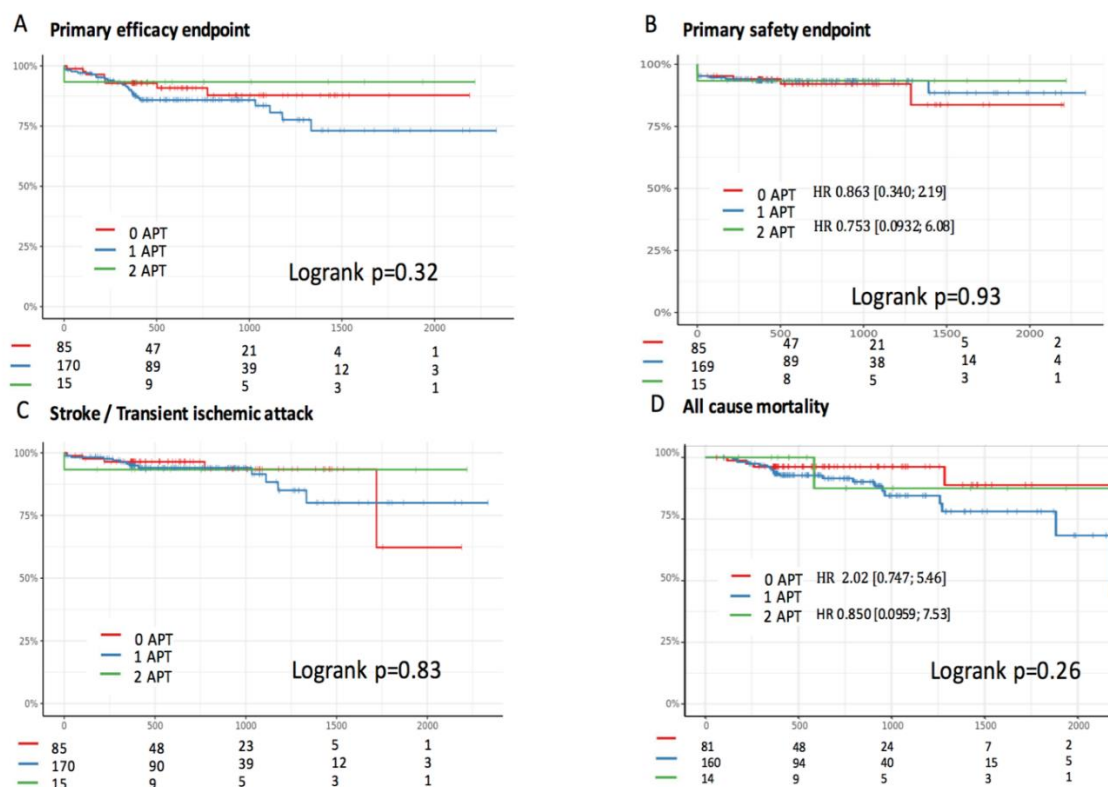 A Primary efficacy endpoint
100%
75%
50%
25%
0%
0 APT
1 APT
2 APT
Logrank p=0.32
0 500 1000 1500 2000
85 47 21 4 1
170 89 39 12 3
15 9 5 3 1
B Primary safety endpoint
100%
75%
50%
25%
0%
0 APT HR 0.863 [0.340; 2.19]
1 APT
2 APT HR 0.753 [0.0932; 6.08]
Logrank p=0.93
0 500 1000 1500 2000
85 47 21 5 2
169 89 38 14 4
15 8 5 3 1
C Stroke / Transient ischemic attack
100%
75%
50%
25%
0%
0 APT
1 APT
2 APT
Logrank p=0.83
0 500 1000 1500 2000
85 48 23 5 1
170 90 39 12 3
15 9 5 3 1
D All cause mortality
100%
75%
50%
25%
0%
0 APT HR 2.02 [0.747; 5.46]
1 APT
2 APT HR 0.850 [0.0959; 7.53]
Logrank p=0.26
0 500 1000 1500 2000
81 48 24 7 2
160 94 40 15 5
14 9 5 3 1